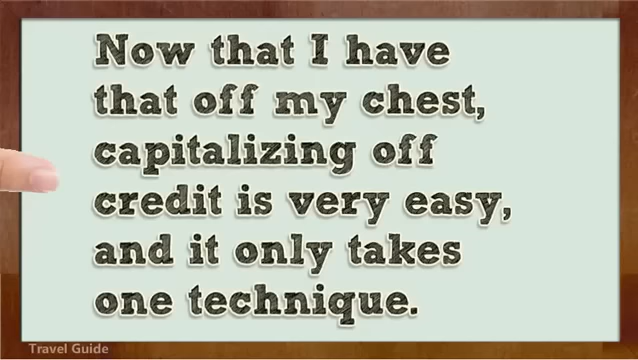 Now that I have
that off my chest,
capitalizing off
credit is very easy,
and it only takes
one technique.
Travel Guide